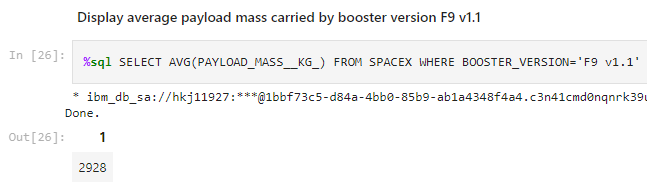 Display average payload mass carried by booster version F9 v1.1
In [26]: %sql SELECT AVG(PAYLOAD_MASS__KG_) FROM SPACEX WHERE BOOSTER_VERSION='F9 v1.1'
* ibm_db_sa://hkj11927:***@1bbf73c5-d84a-4bb0-85b9-ab1a4348f4a4.c3n41cmd0nqnrk39u
Done.
Out[26]: 1
2928